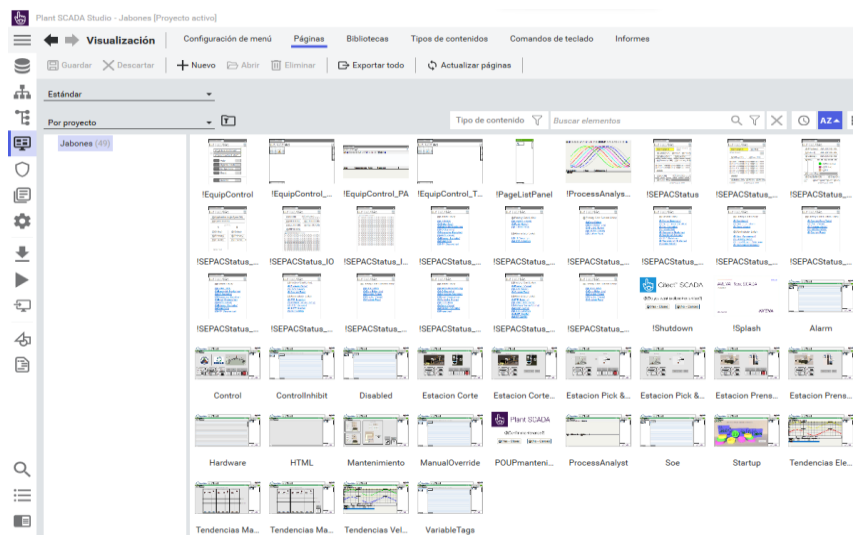 Plant SCADA Studio - Jabones [Proyecto activo]
Visualización
Configuración de menú Páginas Bibliotecas Tipos de contenidos Comandos de teclado Informes
Guardar Descartar Nuevo Abrir Eliminar Exportar todo Actualizar páginas
Estándar
Por proyecto
Tipo de contenido Buscar elementos AZ
Jabones (49)
!EquipControl !EquipControl_... !EquipControl_PA !EquipControl_T... !PageListPanel !ProcessAnalys... !SEPACStatus !SEPACStatus_... !SEPACStatus_...
!SEPACStatus_... !SEPACStatus_IO !SEPACStatus_I... !SEPACStatus_... !SEPACStatus_... !SEPACStatus_... !SEPACStatus_... !SEPACStatus_... !SEPACStatus_...
Citect SCADA
AVEVA
!SEPACStatus_... !SEPACStatus_... !SEPACStatus_... !SEPACStatus_... !SEPACStatus_... !SEPACStatus_... !Shutdown !Splash Alarm
Control ControlInhibit Disabled Estacion Corte Estacion Corte... Estacion Pick &... Estacion Pick &... Estacion Prens... Estacion Prens...
Plant SCADA
Hardware HTML Mantenimiento ManualOverride POUPmanteni... ProcessAnalyst Soe Startup Tendencias Ele...
Tendencias Ma... Tendencias Ma... Tendencias Vel... VariableTags